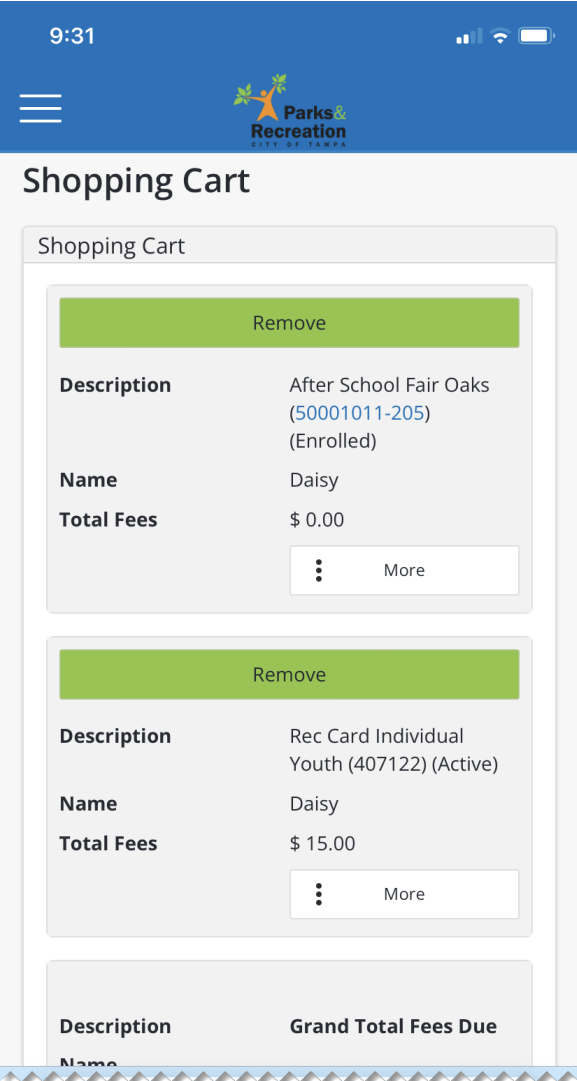 9:31
Parks&
Recreation
CITY OF TAMPA
Shopping Cart
Shopping Cart
Remove
Description After School Fair Oaks
(50001011-205)
(Enrolled)
Name Daisy
Total Fees $ 0.00
More
Remove
Description Rec Card Individual
Youth (407122) (Active)
Name Daisy
Total Fees $ 15.00
More
Description Grand Total Fees Due
Name